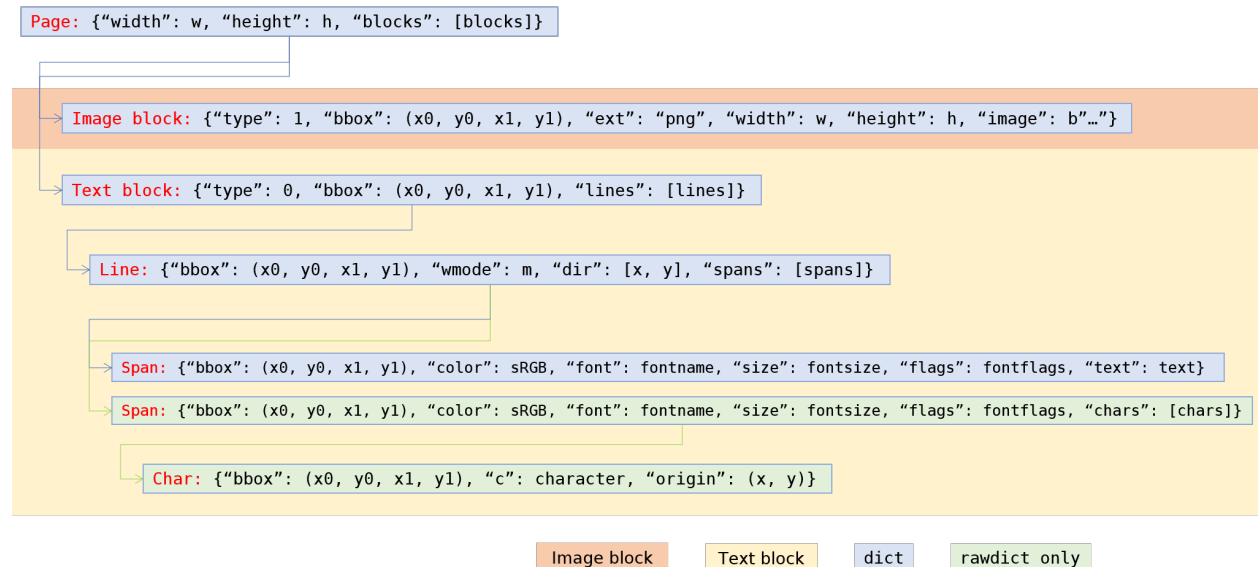 Page: {“width”: w, “height”: h, “blocks”: [blocks]}
Image block: {“type”: 1, “bbox”: (x0, y0, x1, y1), “ext”: “png”, “width”: w, “height”: h, “image”: b”…”}
Text block: {“type”: 0, “bbox”: (x0, y0, x1, y1), “lines”: [lines]}
Line: {“bbox”: (x0, y0, x1, y1), “wmode”: m, “dir”: [x, y], “spans”: [spans]}
Span: {“bbox”: (x0, y0, x1, y1), “color”: sRGB, “font”: fontname, “size”: fontsize, “flags”: fontflags, “text”: text}
Span: {“bbox”: (x0, y0, x1, y1), “color”: sRGB, “font”: fontname, “size”: fontsize, “flags”: fontflags, “chars”: [chars]}
Char: {“bbox”: (x0, y0, x1, y1), “c”: character, “origin”: (x, y)}
Image block Text block dict rawdict only